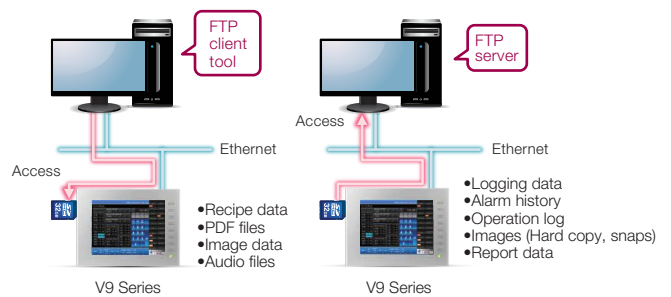 FTP
client
tool
Access
Ethernet
•Recipe data
•PDF files
•Image data
•Audio files
V9 Series
FTP
server
Access
Ethernet
•Logging data
•Alarm history
•Operation log
•Images (Hard copy, snaps)
•Report data
V9 Series